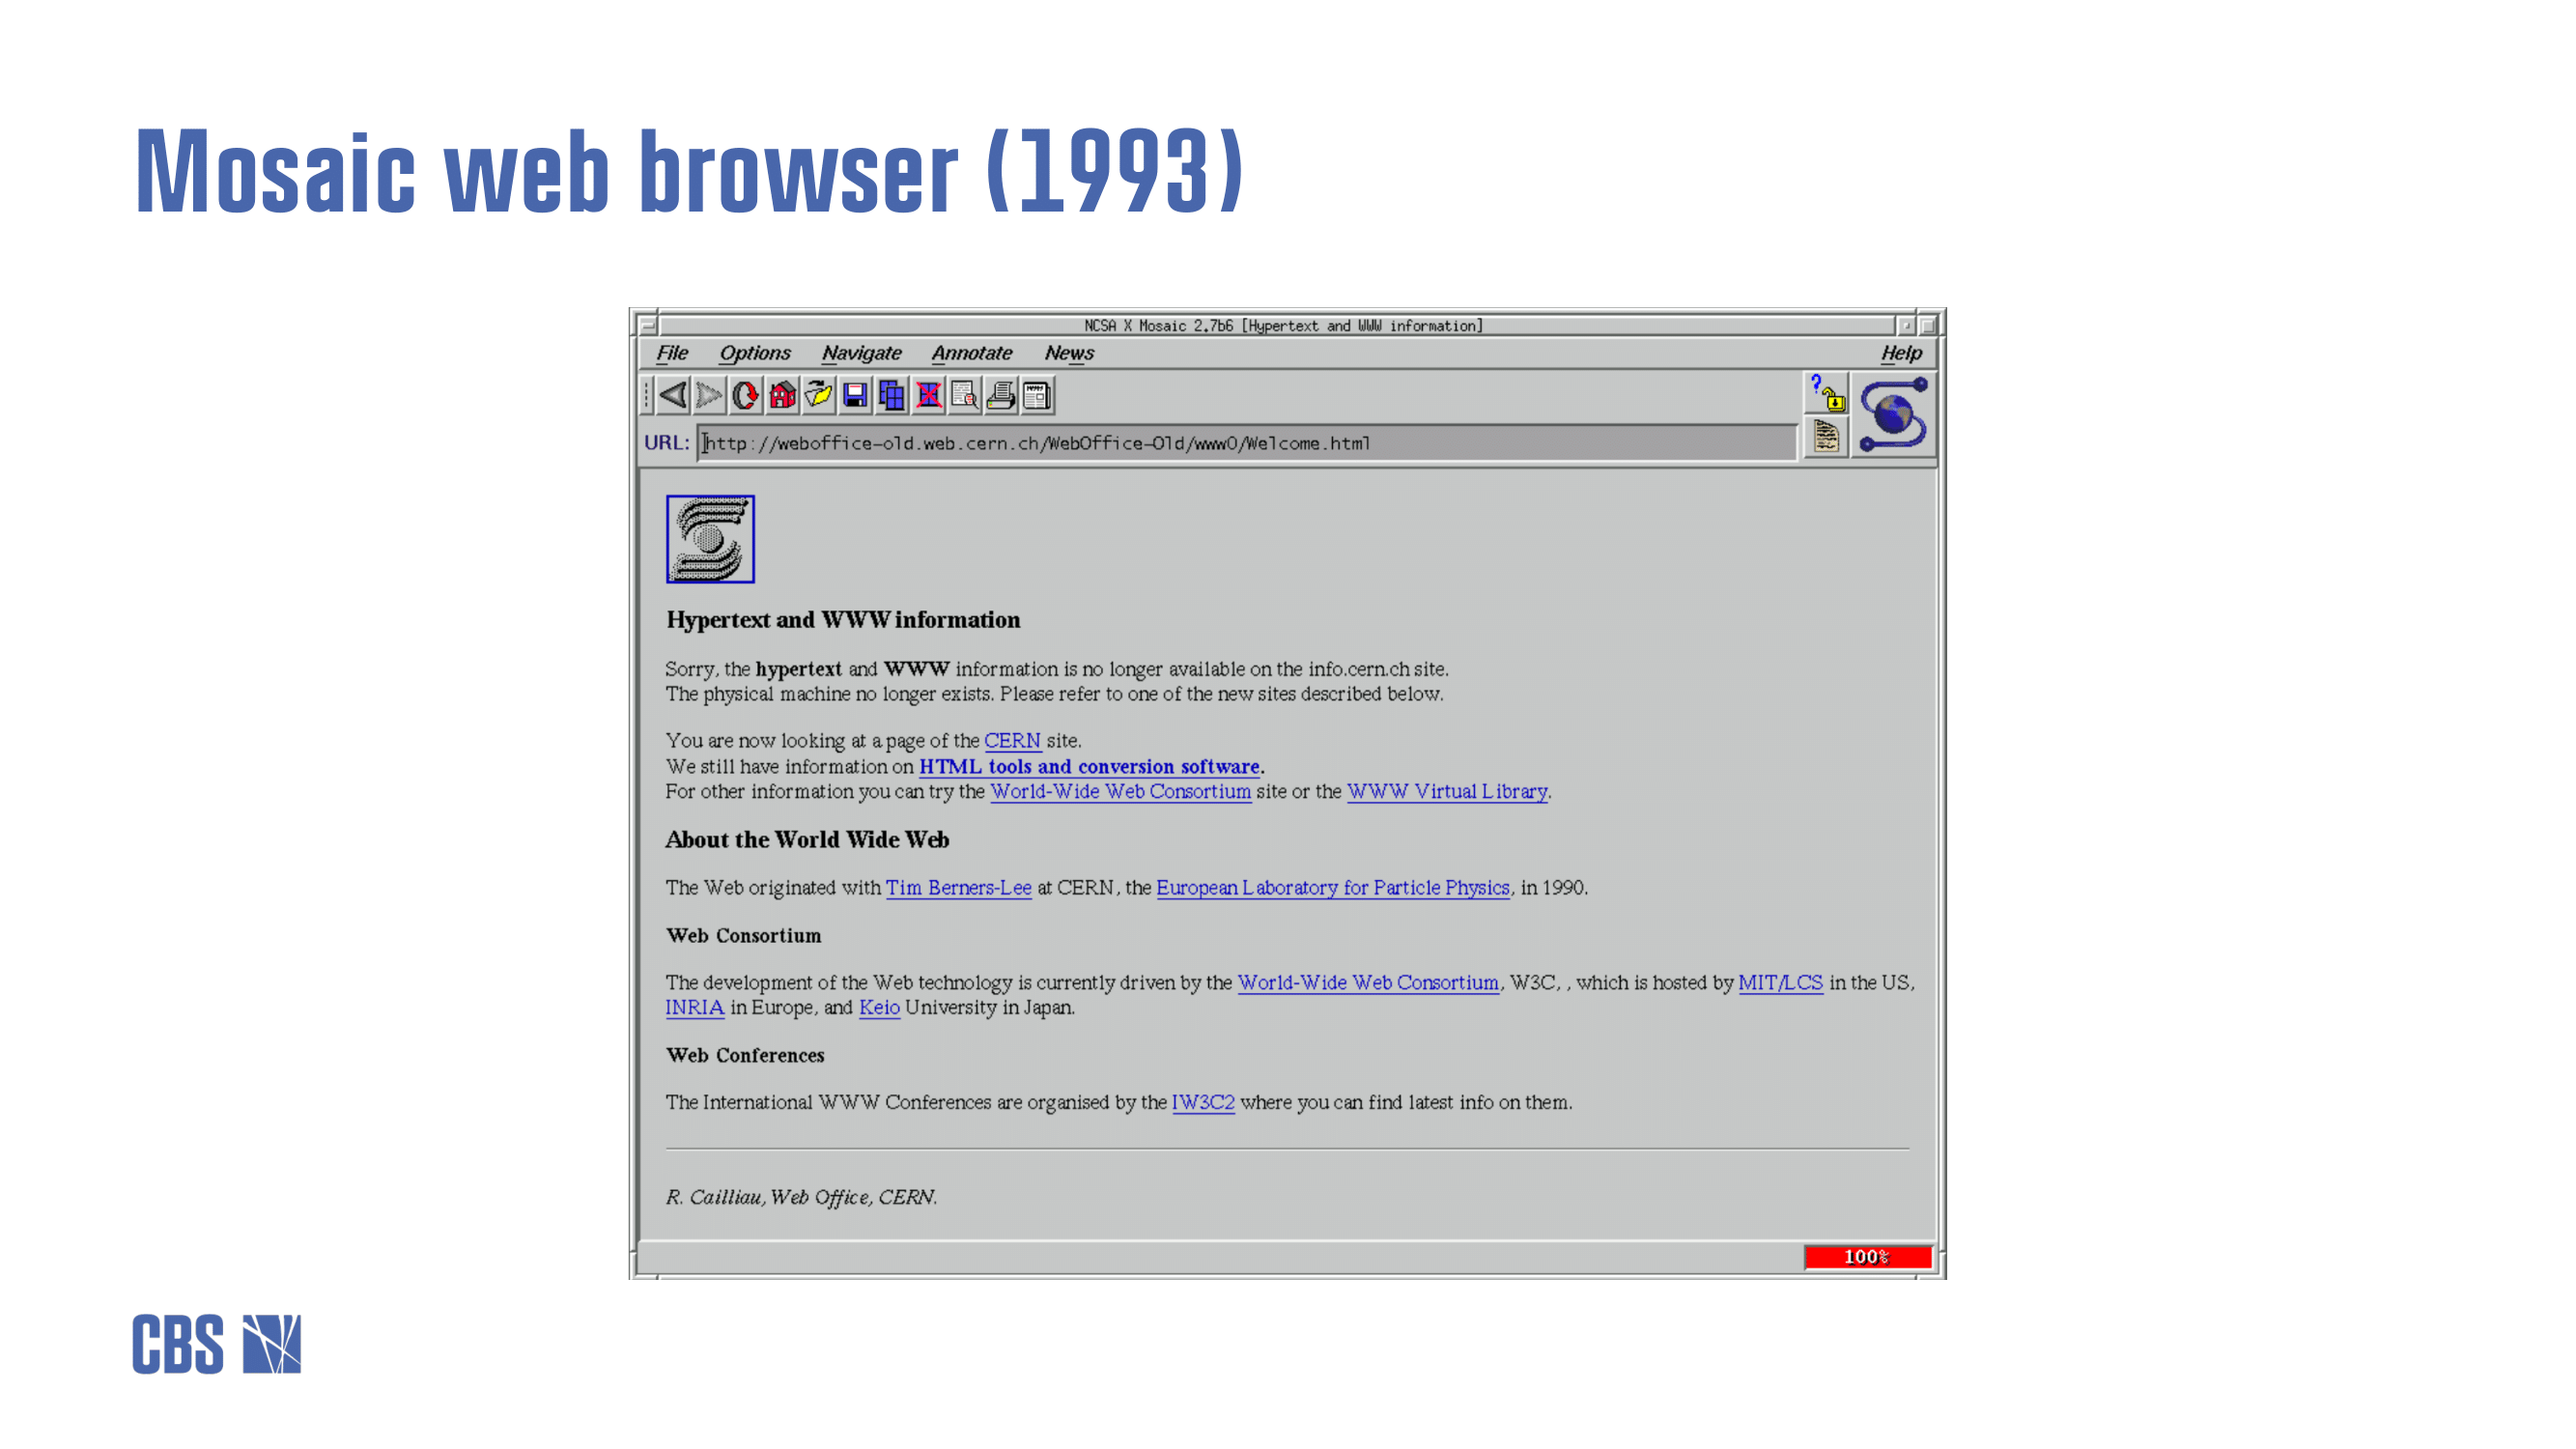 Mosaic web browser (1993)
NCSA X Mosaic 2.7b6 [Hypertext and WWW information]
File Options Navigate Annotate News Help
URL: http://weboffice-old.web.cern.ch/WebOffice-Old/www0/Welcome.html
Hypertext and WWW information
Sorry, the hypertext and WWW information is no longer available on the info.cern.ch site.
The physical machine no longer exists. Please refer to one of the new sites described below.
You are now looking at a page of the CERN site.
We still have information on HTML tools and conversion software.
For other information you can try the World-Wide Web Consortium site or the WWW Virtual Library.
About the World Wide Web
The Web originated with Tim Berners-Lee at CERN, the European Laboratory for Particle Physics, in 1990.
Web Consortium
The development of the Web technology is currently driven by the World-Wide Web Consortium, W3C, , which is hosted by MIT/LCS in the US,
INRIA in Europe, and Keio University in Japan.
Web Conferences
The International WWW Conferences are organised by the IW3C2 where you can find latest info on them.
R. Cailliau, Web Office, CERN.
100%
CBS